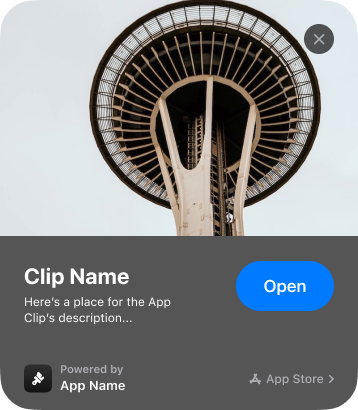 Clip Name
Open
Here's a place for the App
Clip's description...
Powered by
App Name
App Store